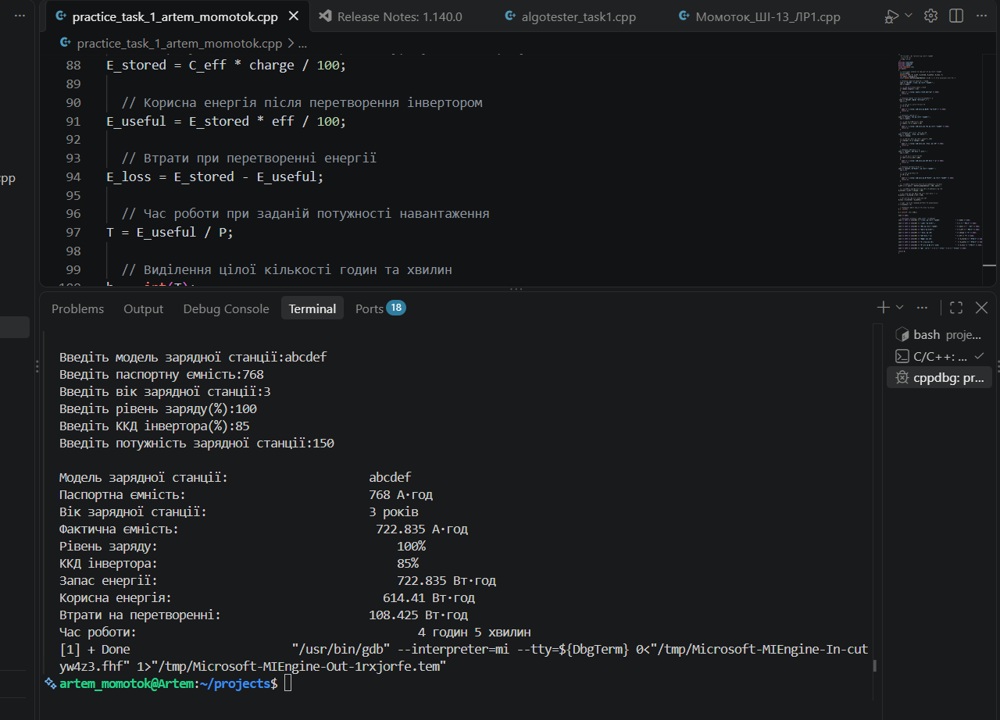 practice_task_1_artem_momotok.cpp
Release Notes: 1.140.0
algotester_task1.cpp
Момоток_ШІ-13_ЛР1.cpp
practice_task_1_artem_momotok.cpp > ...
88 E_stored = C_eff * charge / 100;
89
90 // Корисна енергія після перетворення інвертором
91 E_useful = E_stored * eff / 100;
92
93 // Втрати при перетворенні енергії
94 E_loss = E_stored - E_useful;
95
96 // Час роботи при заданій потужності навантаження
97 T = E_useful / P;
98
99 // Виділення цілої кількості годин та хвилин
cpp
Problems Output Debug Console Terminal Ports 18
bash proje...
C/C++: ...
cppdbg: pr...
Введіть модель зарядної станції:abcdef
Введіть паспортну ємність:768
Введіть вік зарядної станції:3
Введіть рівень заряду(%):100
Введіть ККД інвертора(%):85
Введіть потужність зарядної станції:150
Модель зарядної станції: abcdef
Паспортна ємність: 768 А·год
Вік зарядної станції: 3 років
Фактична ємність: 722.835 А·год
Рівень заряду: 100%
ККД інвертора: 85%
Запас енергії: 722.835 Вт·год
Корисна енергія: 614.41 Вт·год
Втрати на перетворенні: 108.425 Вт·год
Час роботи: 4 годин 5 хвилин
[1] + Done "/usr/bin/gdb" --interpreter=mi --tty=${DbgTerm} 0<"/tmp/Microsoft-MIEngine-In-cut
yw4z3.fhf" 1>"/tmp/Microsoft-MIEngine-Out-1rxjorfe.tem"
artem_momotok@Artem:~/projects$